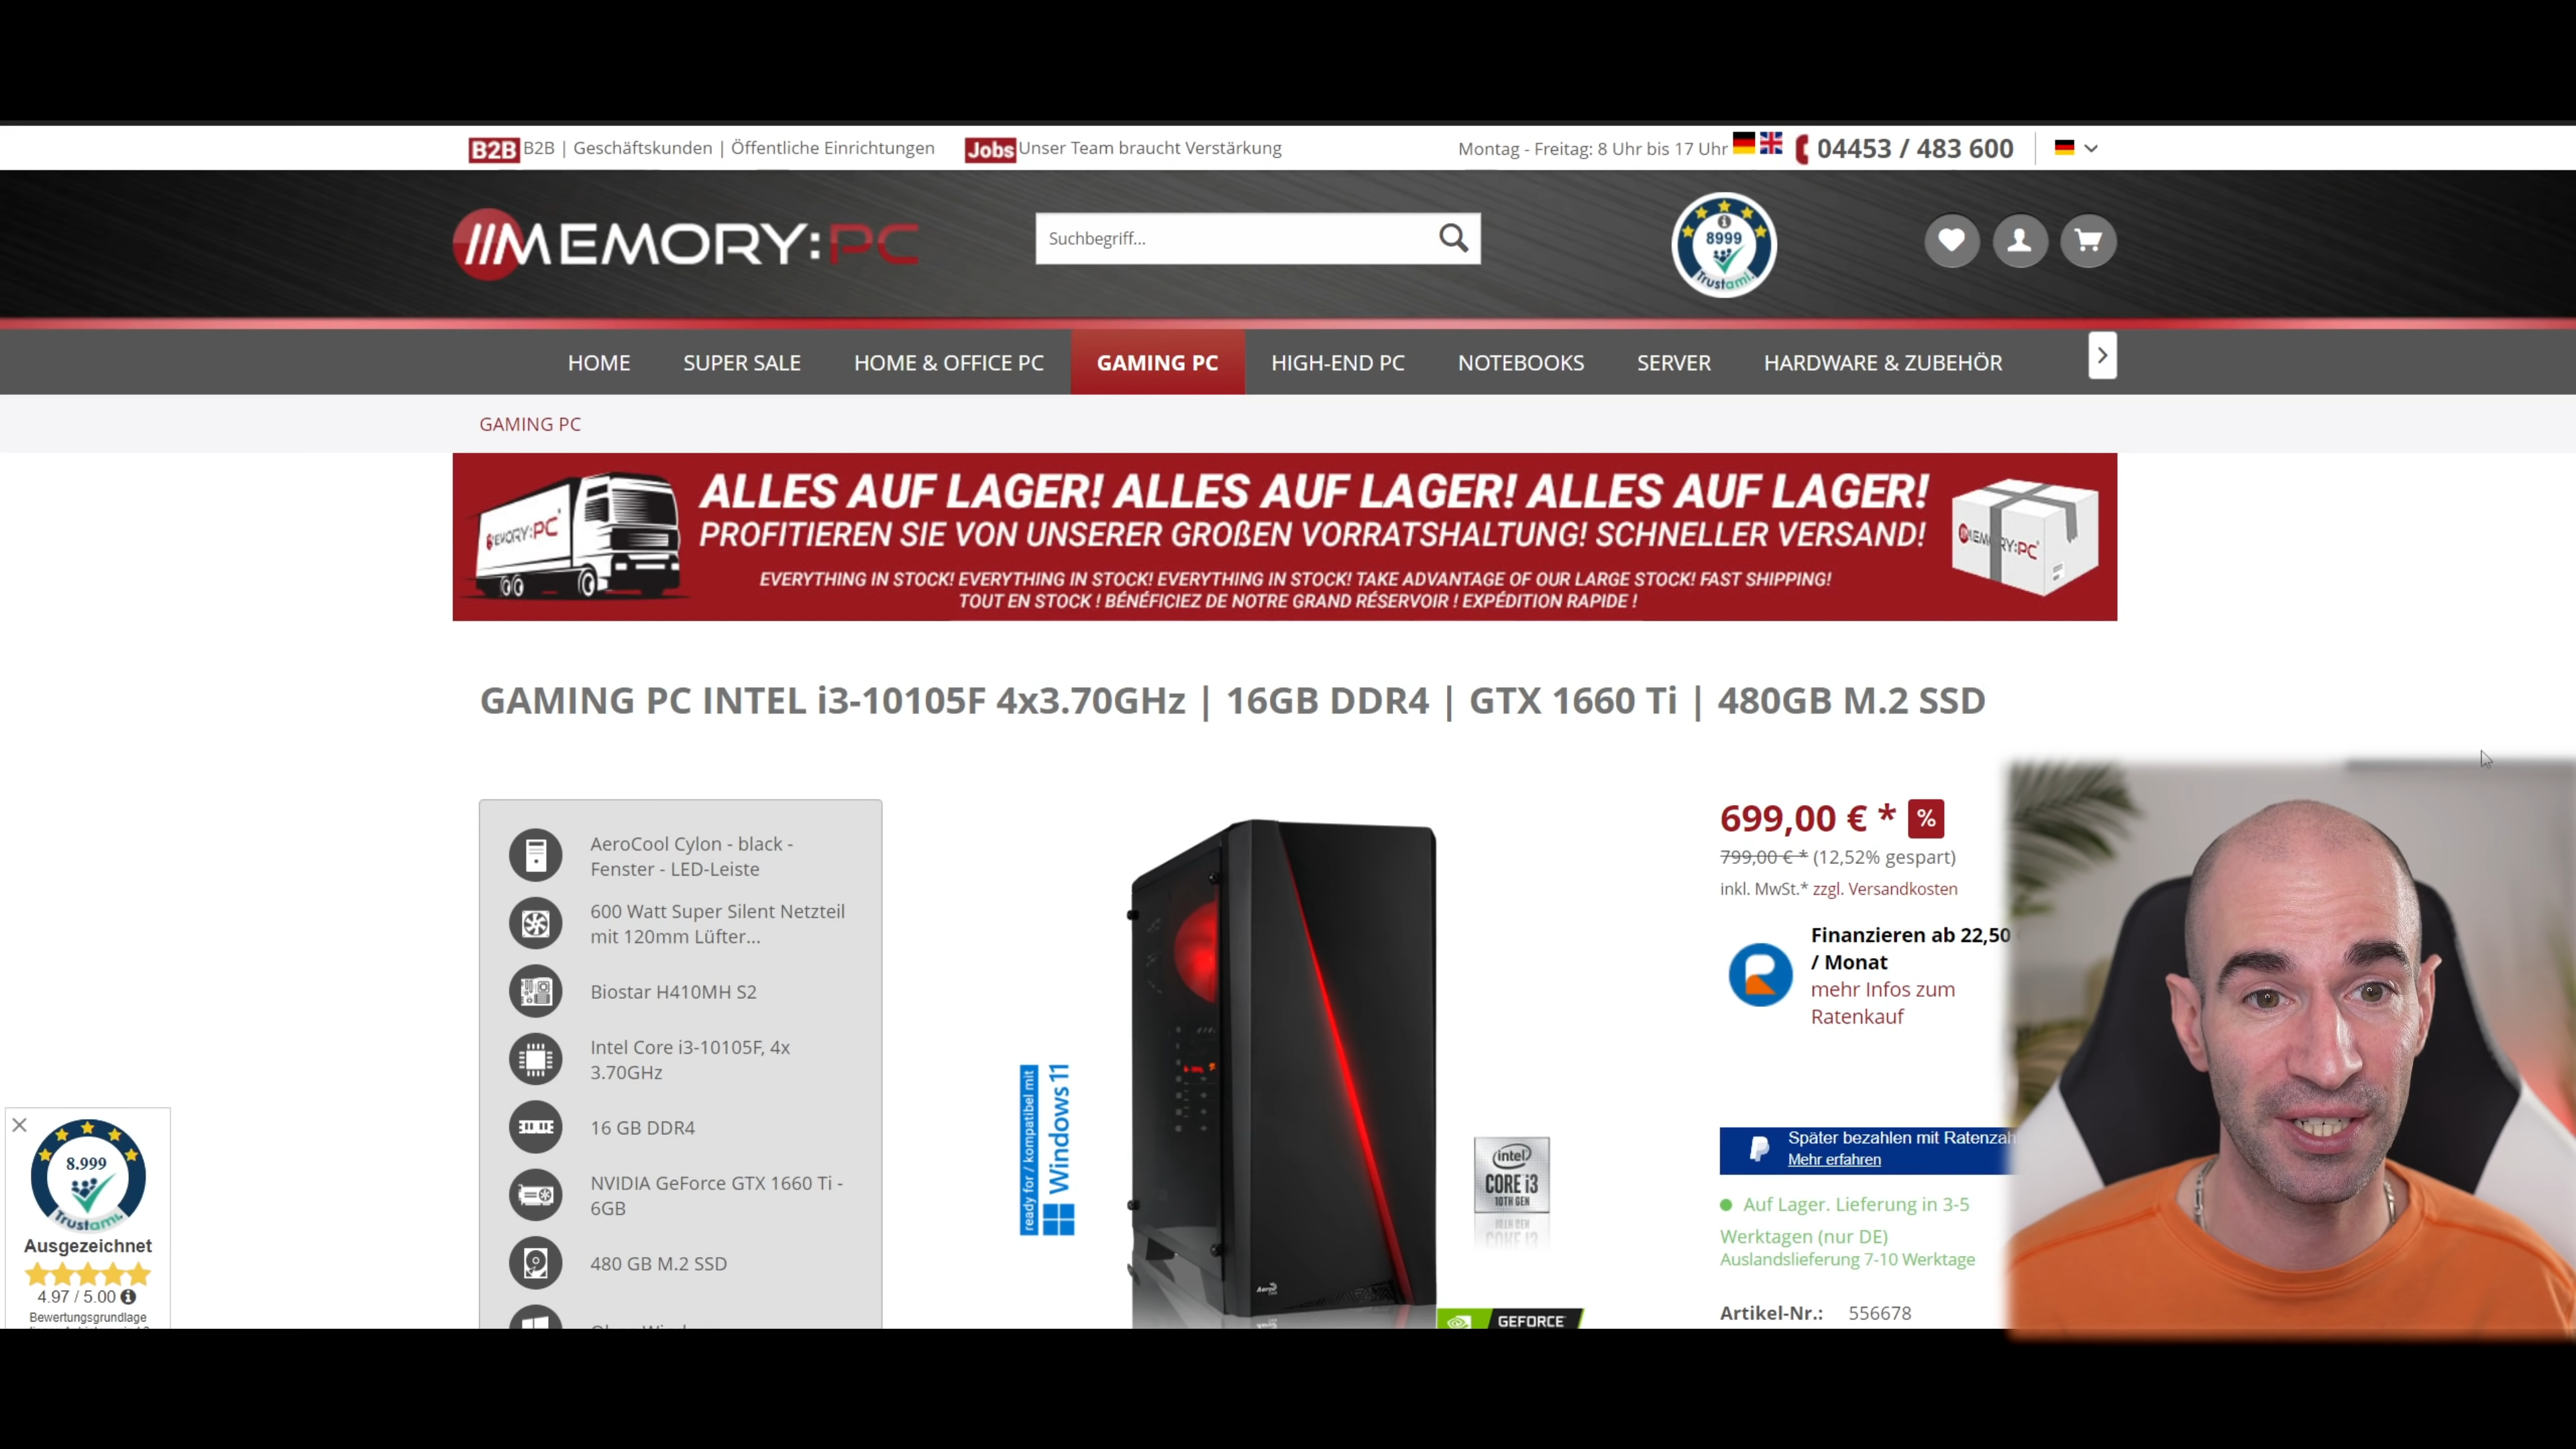 B2B B2B | Geschäftskunden | Öffentliche Einrichtungen
Jobs Unser Team braucht Verstärkung
Montag - Freitag: 8 Uhr bis 17 Uhr 04453 / 483 600
MEMORY:PC
Suchbegriff...
8999
Trustami.
HOME SUPER SALE HOME & OFFICE PC GAMING PC HIGH-END PC NOTEBOOKS SERVER HARDWARE & ZUBEHÖR
GAMING PC
ALLES AUF LAGER! ALLES AUF LAGER! ALLES AUF LAGER!
PROFITIEREN SIE VON UNSERER GROßEN VORRATSHALTUNG! SCHNELLER VERSAND!
EVERYTHING IN STOCK! EVERYTHING IN STOCK! EVERYTHING IN STOCK! TAKE ADVANTAGE OF OUR LARGE STOCK! FAST SHIPPING!
TOUT EN STOCK ! BÉNÉFICIEZ DE NOTRE GRAND RÉSERVOIR ! EXPÉDITION RAPIDE !
MEMORY:PC
MEMORY:PC
GAMING PC INTEL i3-10105F 4x3.70GHz | 16GB DDR4 | GTX 1660 Ti | 480GB M.2 SSD
AeroCool Cylon - black -
Fenster - LED-Leiste
600 Watt Super Silent Netzteil
mit 120mm Lüfter...
Biostar H410MH S2
Intel Core i3-10105F, 4x
3.70GHz
16 GB DDR4
NVIDIA GeForce GTX 1660 Ti -
6GB
480 GB M.2 SSD
ready for / kompatibel mit
Windows 11
intel
CORE i3
10TH GEN
GEFORCE
699,00 € * %
799,00 € * (12,52% gespart)
inkl. MwSt.* zzgl. Versandkosten
Finanzieren ab 22,50
/ Monat
mehr Infos zum
Ratenkauf
Später bezahlen mit Ratenzah
Mehr erfahren
Auf Lager. Lieferung in 3-5
Werktagen (nur DE)
Auslandslieferung 7-10 Werktage
Artikel-Nr.: 556678
8.999
Trustami.
Ausgezeichnet
4.97 / 5.00
Bewertungsgrundlage